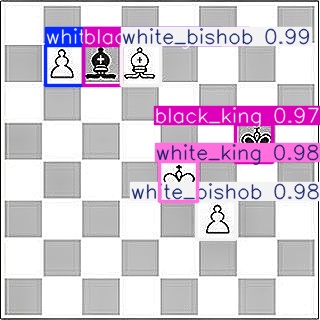 whit
blac
white_bishob 0.99
black_king 0.97
white_king 0.98
white_bishob 0.98